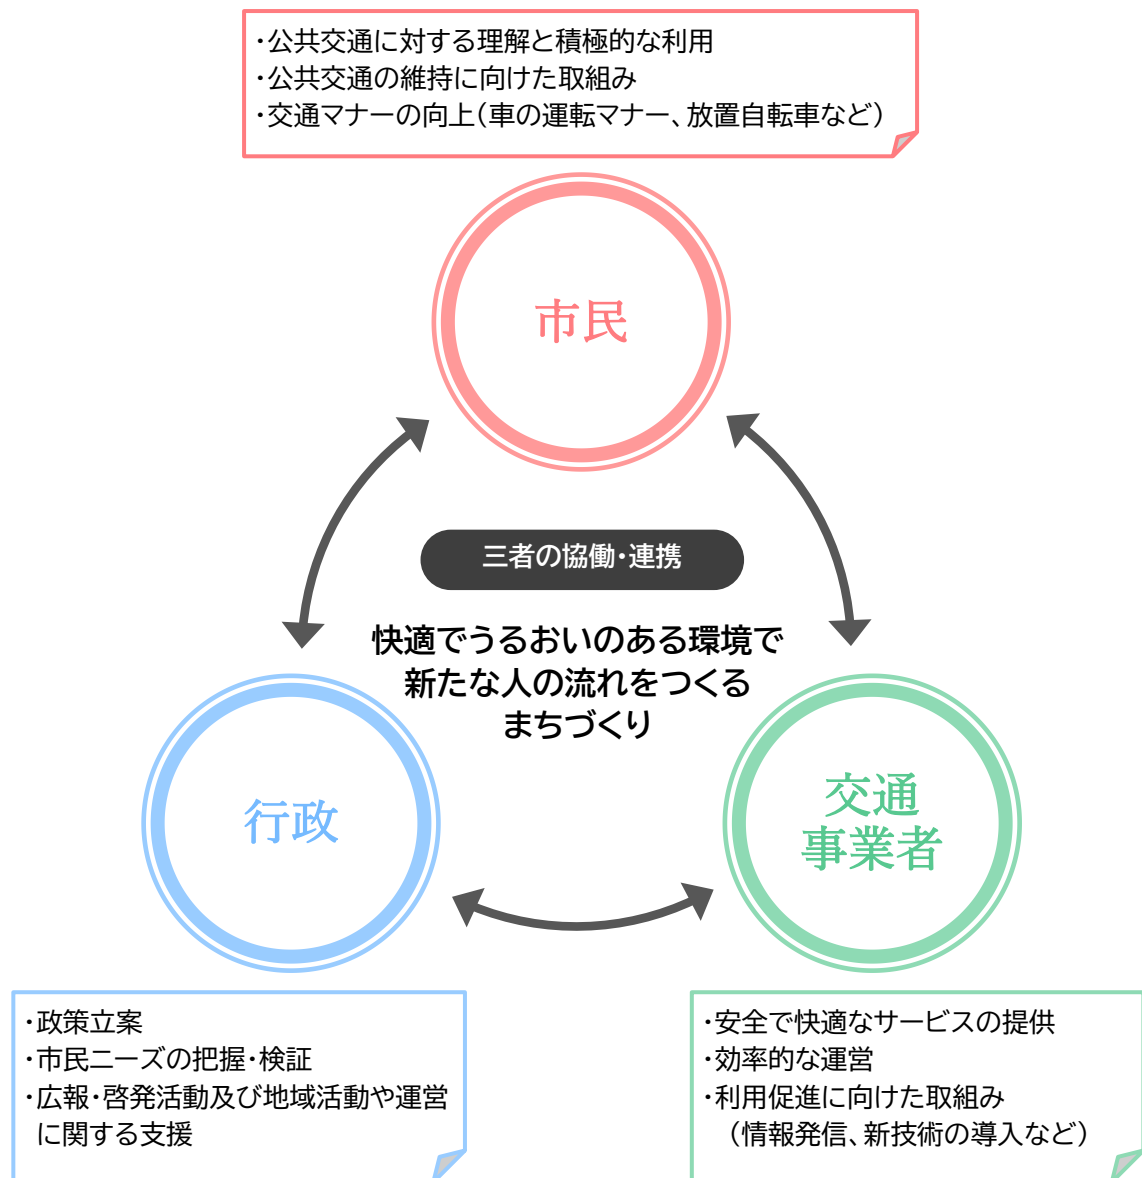 ・公共交通に対する理解と積極的な利用
・公共交通の維持に向けた取組み
・交通マナーの向上（車の運転マナー、放置自転車など）
市民
三者の協働・連携
快適でうるおいのある環境で
新たな人の流れをつくる
まちづくり
行政
交通
事業者
・政策立案
・市民ニーズの把握・検証
・広報・啓発活動及び地域活動や運営
に関する支援
・安全で快適なサービスの提供
・効率的な運営
・利用促進に向けた取組み
（情報発信、新技術の導入など）